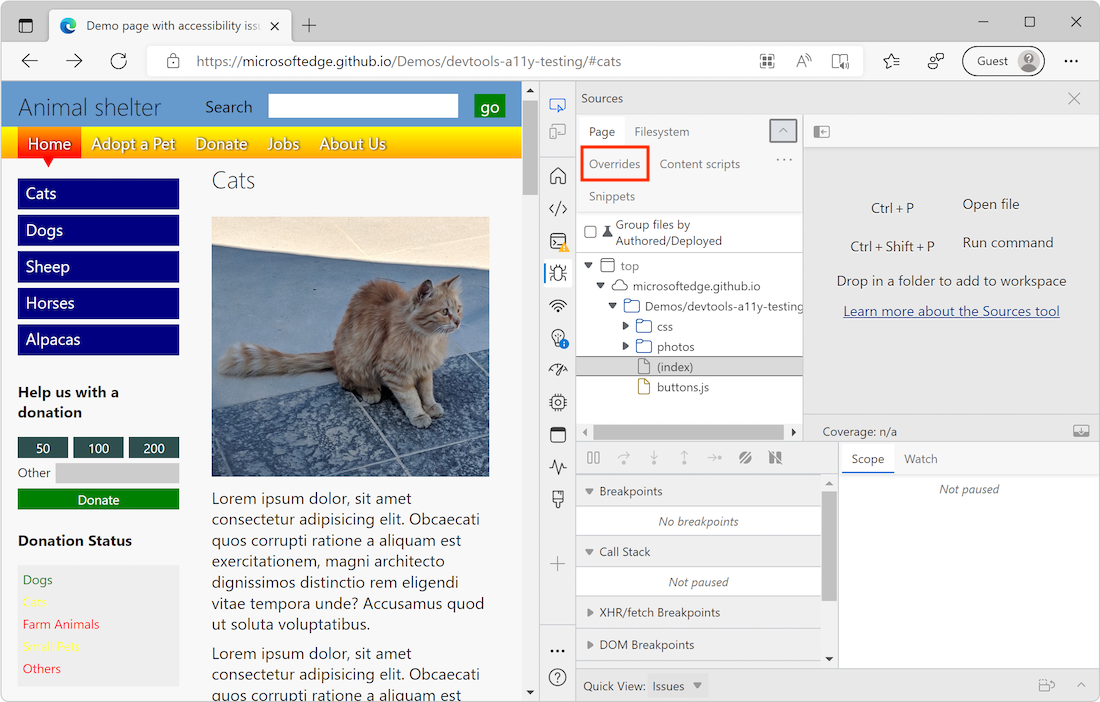 Demo page with accessibility issu
https://microsoftedge.github.io/Demos/devtools-a11y-testing/#cats
Guest
Animal shelter
Search
go
Home
Adopt a Pet
Donate
Jobs
About Us
Cats
Dogs
Sheep
Horses
Alpacas
Help us with a
donation
50
100
200
Other
Donate
Donation Status
Dogs
Cats
Farm Animals
Small Pets
Others
Cats
Lorem ipsum dolor, sit amet
consectetur adipisicing elit. Obcaecati
quos corrupti ratione a aliquam est
exercitationem, magni architecto
dignissimos distinctio rem eligendi
vitae tempora unde? Accusamus quod
ut soluta voluptatibus.
Lorem ipsum dolor, sit amet
consectetur adipisicing elit. Obcaecati
quos corrupti ratione a aliquam est
Sources
Page
Filesystem
Overrides
Content scripts
Snippets
Group files by
Authored/Deployed
top
microsoftedge.github.io
Demos/devtools-a11y-testing
css
photos
(index)
buttons.js
Ctrl + P
Open file
Ctrl + Shift + P
Run command
Drop in a folder to add to workspace
Learn more about the Sources tool
Coverage: n/a
Breakpoints
No breakpoints
Call Stack
Not paused
XHR/fetch Breakpoints
DOM Breakpoints
Scope
Watch
Not paused
Quick View: Issues